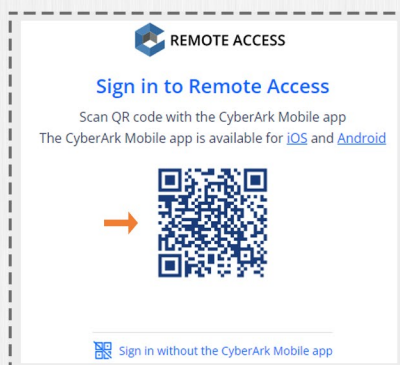 REMOTE ACCESS
Sign in to Remote Access
Scan QR code with the CyberArk Mobile app
The CyberArk Mobile app is available for iOS and Android
Sign in without the CyberArk Mobile app